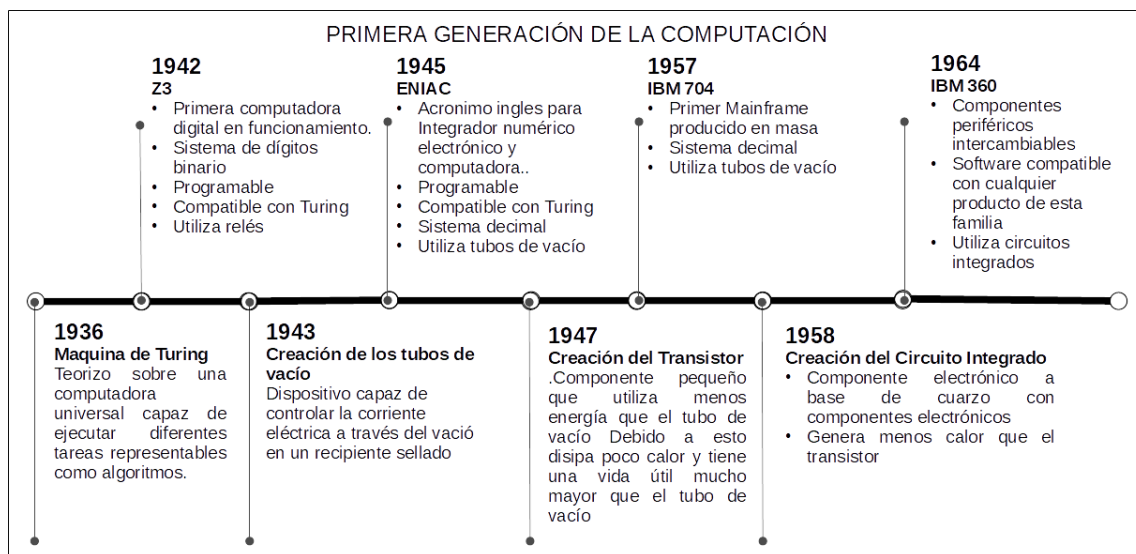 PRIMERA GENERACIÓN DE LA COMPUTACIÓN
1942
Z3
• Primera computadora
digital en funcionamiento.
• Sistema de dígitos
binario
• Programable
• Compatible con Turing
• Utiliza relés
1945
ENIAC
• Acronimo ingles para
Integrador numérico
electrónico y
computadora..
• Programable
• Compatible con Turing
• Sistema decimal
• Utiliza tubos de vacío
1957
IBM 704
• Primer Mainframe
producido en masa
• Sistema decimal
• Utiliza tubos de vacío
1964
IBM 360
• Componentes
periféricos
intercambiables
• Software compatible
con cualquier
producto de esta
familia
• Utiliza circuitos
integrados
1936
Maquina de Turing
Teorizo sobre una
computadora
universal capaz de
ejecutar diferentes
tareas representables
como algoritmos.
1943
Creación de los tubos de
vacío
Dispositivo capaz de
controlar la corriente
eléctrica a través del vació
en un recipiente sellado
1947
Creación del Transistor
.Componente pequeño
que utiliza menos
energía que el tubo de
vacío Debido a esto
disipa poco calor y tiene
una vida útil mucho
mayor que el tubo de
vacío
1958
Creación del Circuito Integrado
• Componente electrónico a
base de cuarzo con
componentes electrónicos
• Genera menos calor que el
transistor